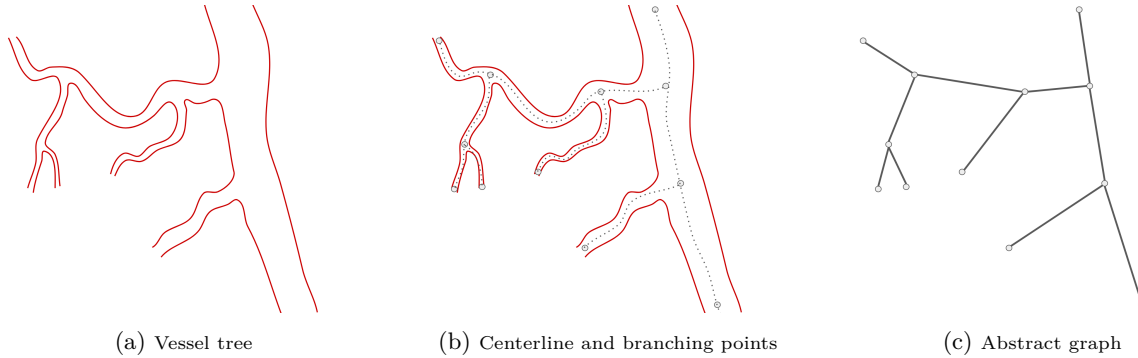 (a) Vessel tree
(b) Centerline and branching points
(c) Abstract graph